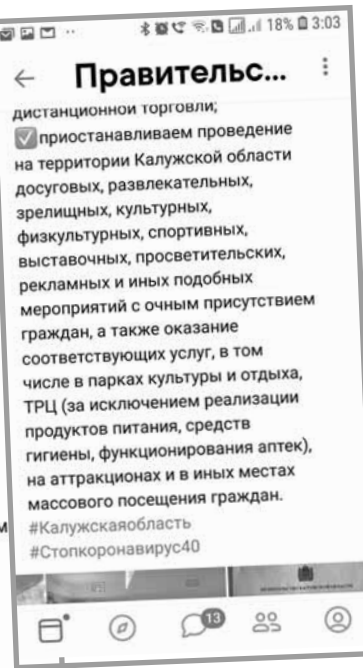 18% 3:03
← Правительс...
дистанционной торговли;
✅приостанавливаем проведение
на территории Калужской области
досуговых, развлекательных,
зрелищных, культурных,
физкультурных, спортивных,
выставочных, просветительских,
рекламных и иных подобных
мероприятий с очным присутствием
граждан, а также оказание
соответствующих услуг, в том
числе в парках культуры и отдыха,
ТРЦ (за исключением реализации
продуктов питания, средств
гигиены, функционирования аптек),
на аттракционах и в иных местах
массового посещения граждан.
#Калужскаяобласть
#Стопкоронавирус40
13